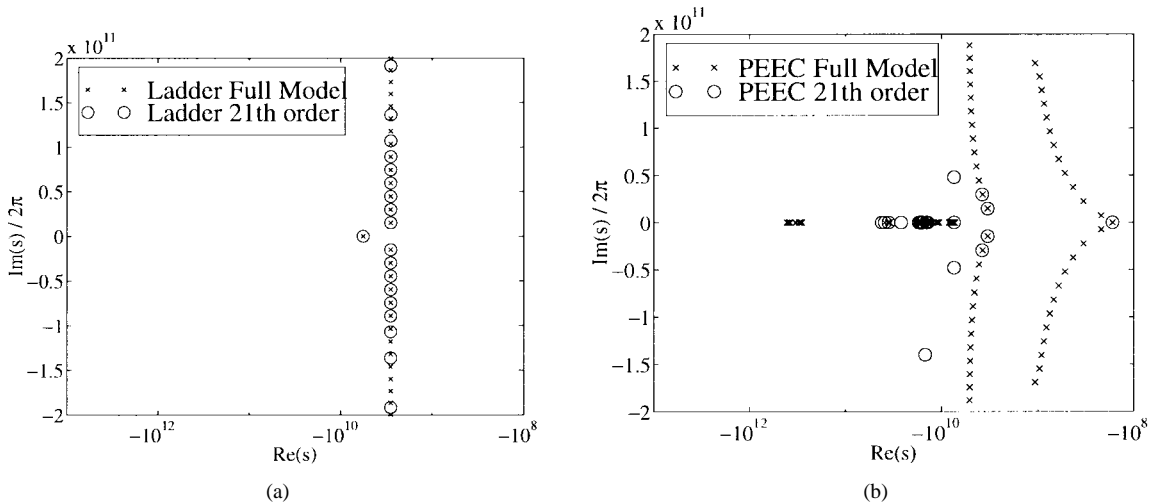 2 x 10^11
1.5
1
0.5
0
-0.5
-1
-1.5
-2
Im(s) / 2π
× × Ladder Full Model
○ ○ Ladder 21th order
-10^12
-10^10
-10^8
Re(s)
(a)
2 x 10^11
1.5
1
0.5
0
-0.5
-1
-1.5
-2
Im(s) / 2π
× × PEEC Full Model
○ ○ PEEC 21th order
-10^12
-10^10
-10^8
Re(s)
(b)